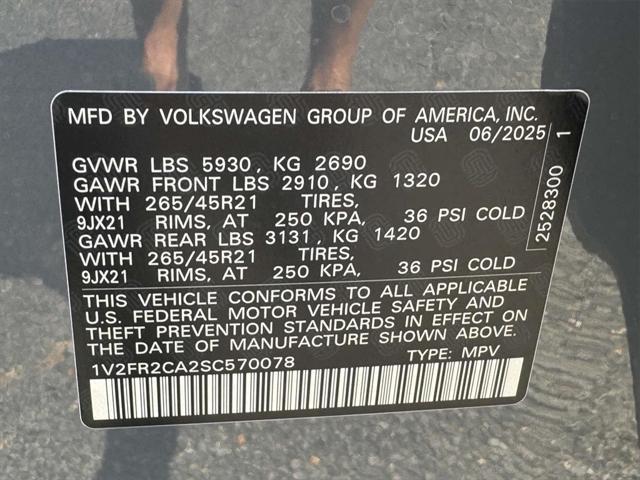 MFD BY VOLKSWAGEN GROUP OF AMERICA, INC.
USA 06/2025
GVWR LBS 5930, KG 2690
GAWR FRONT LBS 2910, KG 1320
WITH 265/45R21 TIRES,
9JX21 RIMS, AT 250 KPA, 36 PSI COLD
GAWR REAR LBS 3131, KG 1420
WITH 265/45R21 TIRES,
9JX21 RIMS, AT 250 KPA, 36 PSI COLD
THIS VEHICLE CONFORMS TO ALL APPLICABLE
U.S. FEDERAL MOTOR VEHICLE SAFETY AND
THEFT PREVENTION STANDARDS IN EFFECT ON
THE DATE OF MANUFACTURE SHOWN ABOVE.
1V2FR2CA2SC570078 TYPE: MPV
2528300 1